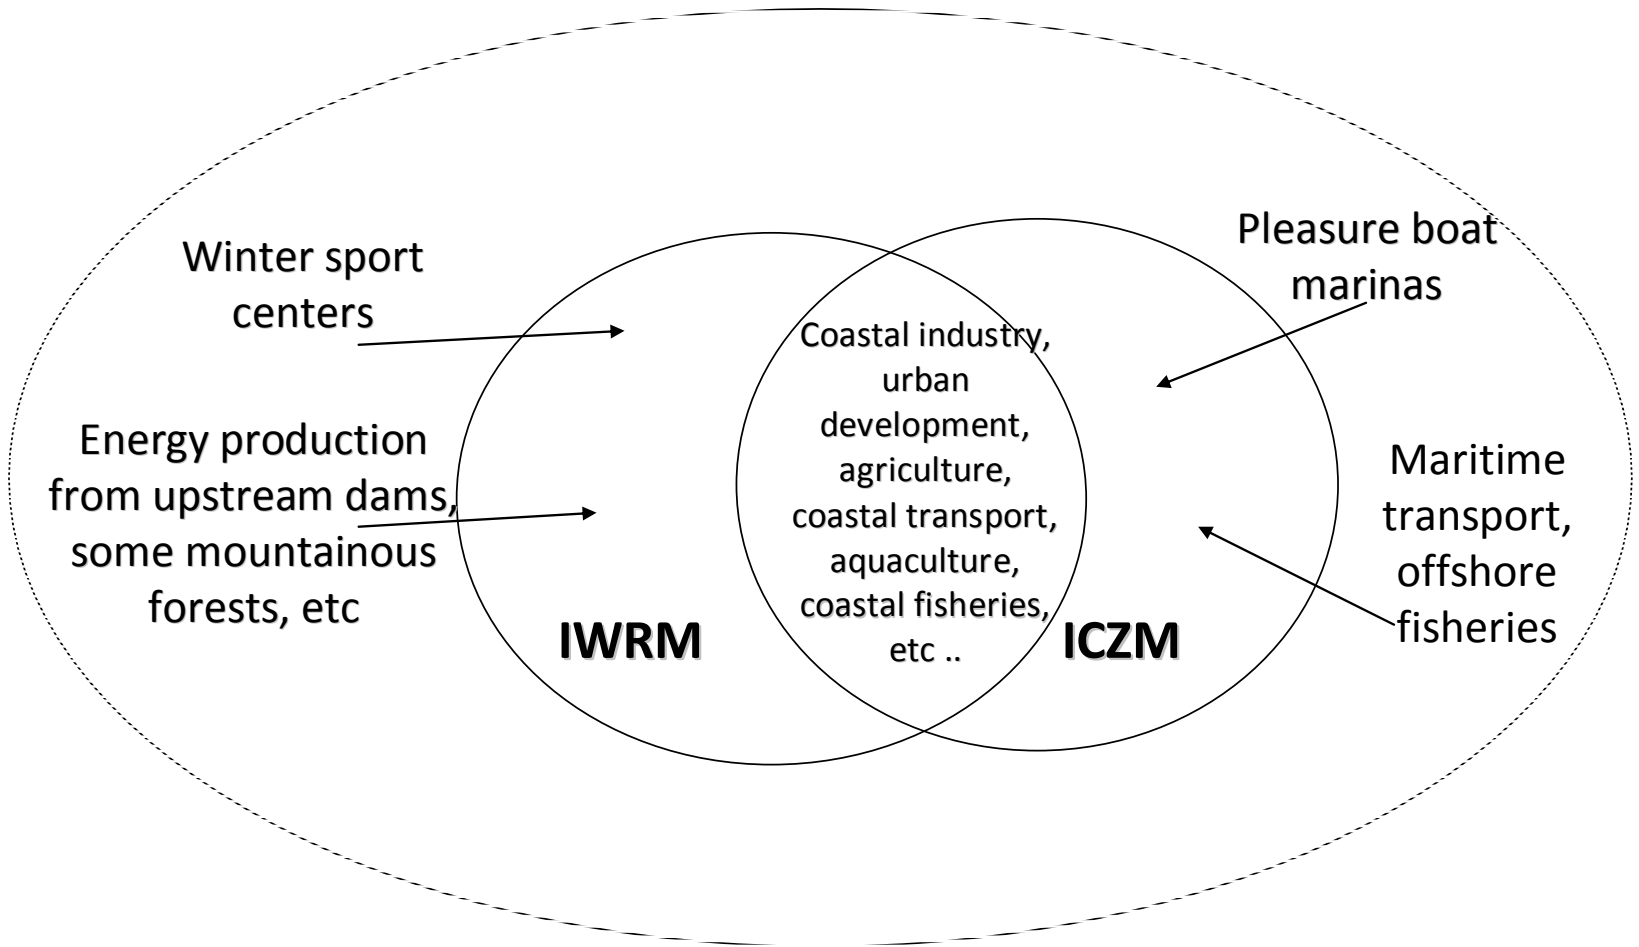 Winter sport
centers
Energy production
from upstream dams,
some mountainous
forests, etc
IWRM
Coastal industry,
urban
development,
agriculture,
coastal transport,
aquaculture,
coastal fisheries,
etc ..
ICZM
Pleasure boat
marinas
Maritime
transport,
offshore
fisheries